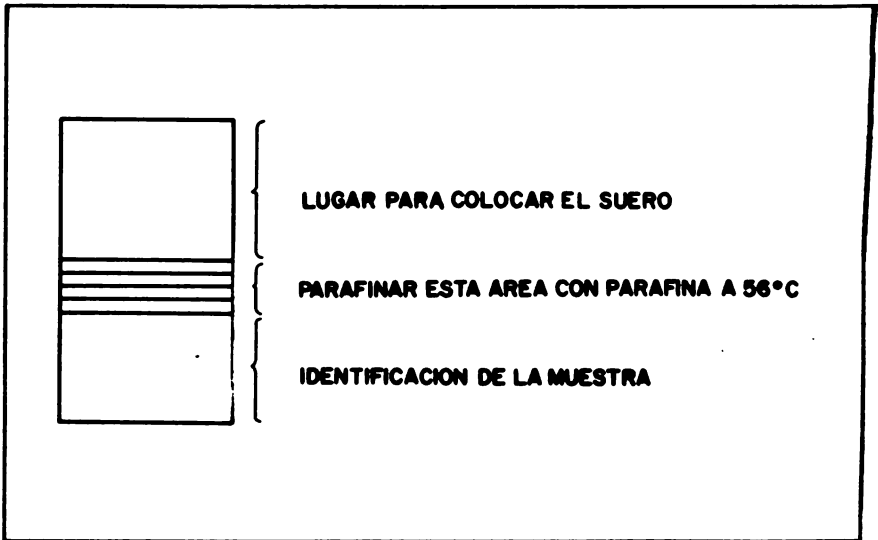 LUGAR PARA COLOCAR EL SUERO
PARAFINAR ESTA AREA CON PARAFINA A 56°C
IDENTIFICACION DE LA MUESTRA